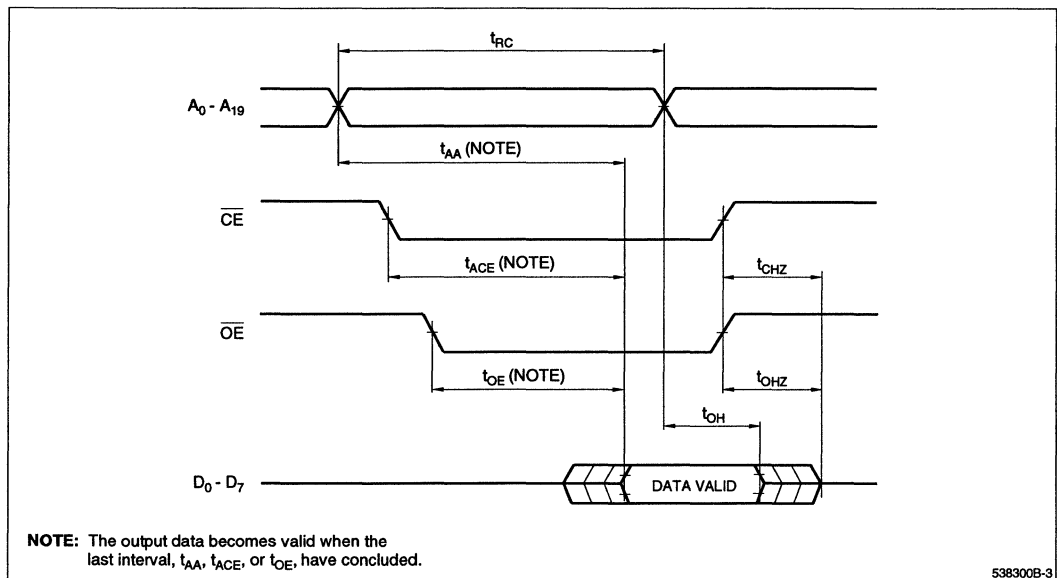 tRC
A0 - A19
tAA (NOTE)
CE
tACE (NOTE)
tCHZ
OE
tOE (NOTE)
tOHZ
tOH
D0 - D7
DATA VALID
NOTE: The output data becomes valid when the
last interval, tAA, tACE, or tOE, have concluded.
538300B-3